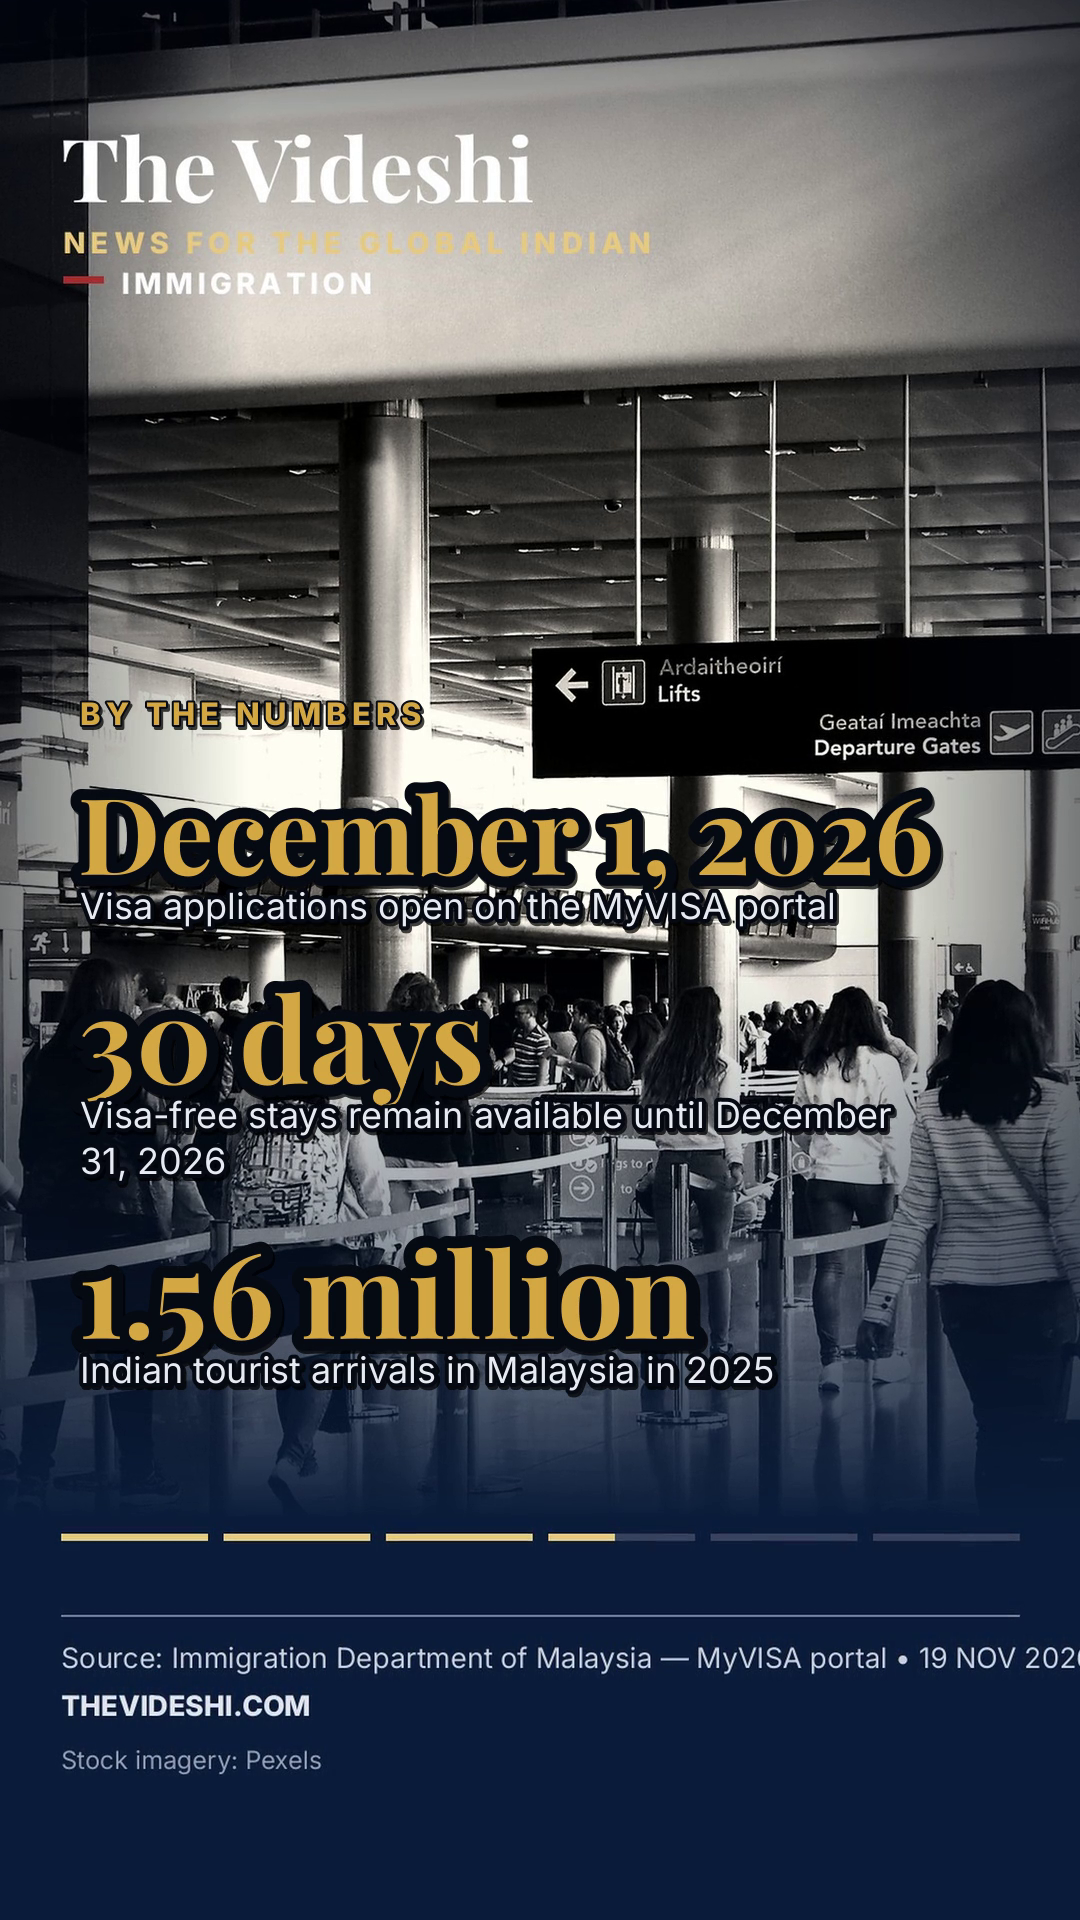 The Videshi
NEWS FOR THE GLOBAL INDIAN
IMMIGRATION
Ardaitheoirí
Lifts
Geataí Imeachta
Departure Gates
BY THE NUMBERS
December 1, 2026
Visa applications open on the MyVISA portal
30 days
Visa-free stays remain available until December
31, 2026
1.56 million
Indian tourist arrivals in Malaysia in 2025
Source: Immigration Department of Malaysia — MyVISA portal • 19 NOV 202
THEVIDESHI.COM
Stock imagery: Pexels